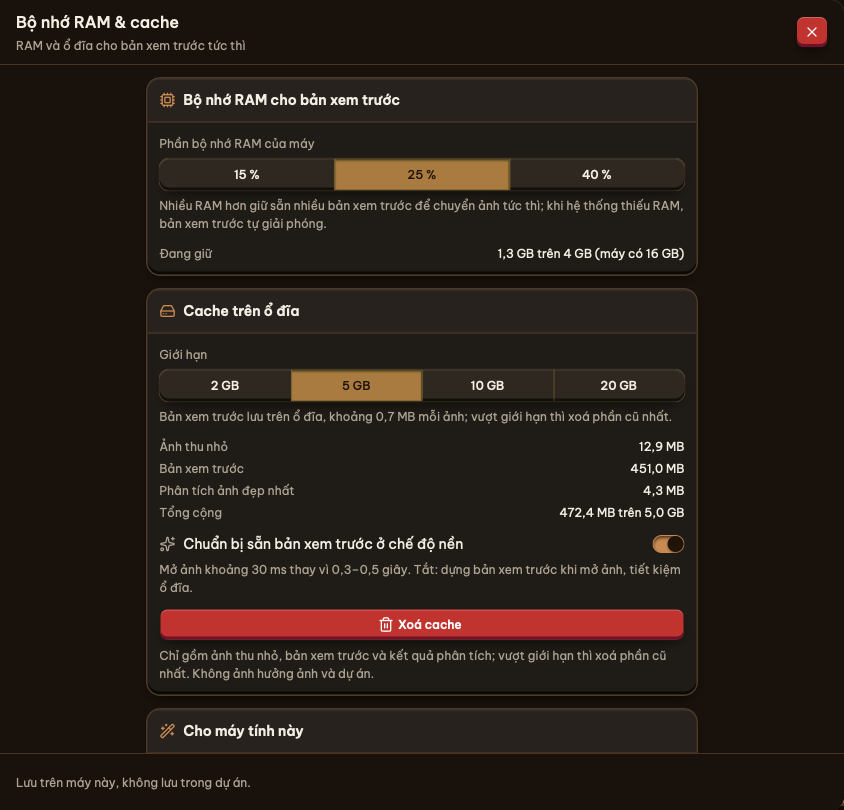 Bộ nhớ RAM & cache
RAM và ổ đĩa cho bản xem trước tức thì
Bộ nhớ RAM cho bản xem trước
Phần bộ nhớ RAM của máy
15 %
25 %
40 %
Nhiều RAM hơn giữ sẵn nhiều bản xem trước để chuyển ảnh tức thì; khi hệ thống thiếu RAM,
bản xem trước tự giải phóng.
Đang giữ
1,3 GB trên 4 GB (máy có 16 GB)
Cache trên ổ đĩa
Giới hạn
2 GB
5 GB
10 GB
20 GB
Bản xem trước lưu trên ổ đĩa, khoảng 0,7 MB mỗi ảnh; vượt giới hạn thì xoá phần cũ nhất.
Ảnh thu nhỏ
12,9 MB
Bản xem trước
451,0 MB
Phân tích ảnh đẹp nhất
4,3 MB
Tổng cộng
472,4 MB trên 5,0 GB
Chuẩn bị sẵn bản xem trước ở chế độ nền
Mở ảnh khoảng 30 ms thay vì 0,3–0,5 giây. Tắt: dựng bản xem trước khi mở ảnh, tiết kiệm
ổ đĩa.
Xoá cache
Chỉ gồm ảnh thu nhỏ, bản xem trước và kết quả phân tích; vượt giới hạn thì xoá phần cũ
nhất. Không ảnh hưởng ảnh và dự án.
Cho máy tính này
Lưu trên máy này, không lưu trong dự án.